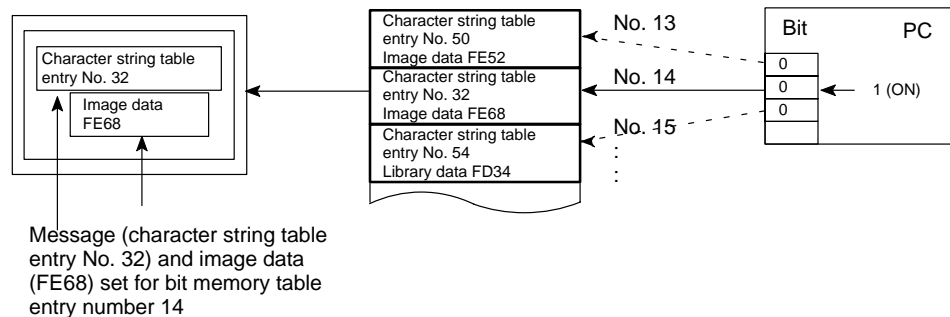 Character string table
entry No. 32
Image data
FE68
Message (character string table
entry No. 32) and image data
(FE68) set for bit memory table
entry number 14
Character string table
entry No. 50
Image data FE52
Character string table
entry No. 32
Image data FE68
Character string table
entry No. 54
Library data FD34
No. 13
No. 14
No. 15
:
:
Bit
PC
0
0
1 (ON)
0